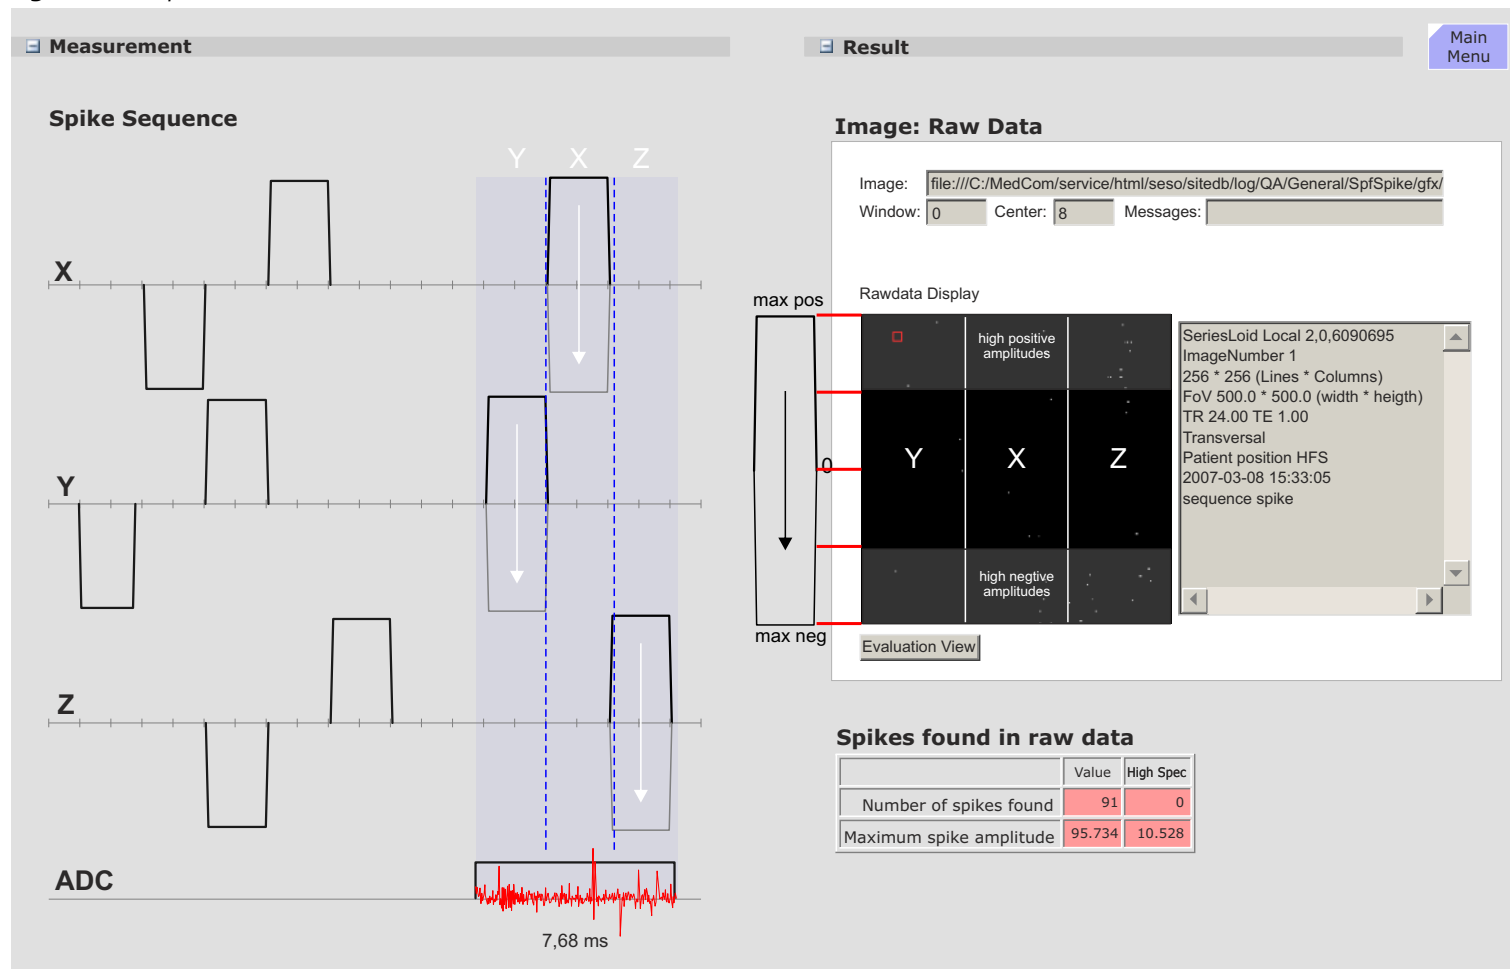 Measurement
Result
Main
Menu
Spike Sequence
Y X Z
X
Y
Z
ADC
7,68 ms
Image: Raw Data
Image: file:///C:/MedCom/service/html/seso/sitedb/log/QA/General/SpfSpike/gfx/
Window: 0 Center: 8 Messages:
Rawdata Display
max pos
0
max neg
high positive
amplitudes
Y X Z
high negtive
amplitudes
SeriesLoid Local 2,0,6090695
ImageNumber 1
256 * 256 (Lines * Columns)
FoV 500.0 * 500.0 (width * heigth)
TR 24.00 TE 1.00
Transversal
Patient position HFS
2007-03-08 15:33:05
sequence spike
Evaluation View
Spikes found in raw data
Value High Spec
Number of spikes found 91 0
Maximum spike amplitude 95.734 10.528